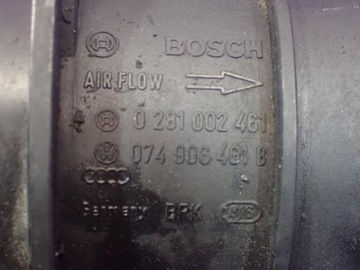 BOSCH
AIR FLOW
0 281 002 461
074 906 461 B
Germany BRK